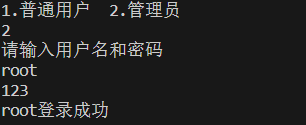 1.普通用户  2.管理员
2
请输入用户名和密码
root
123
root登录成功